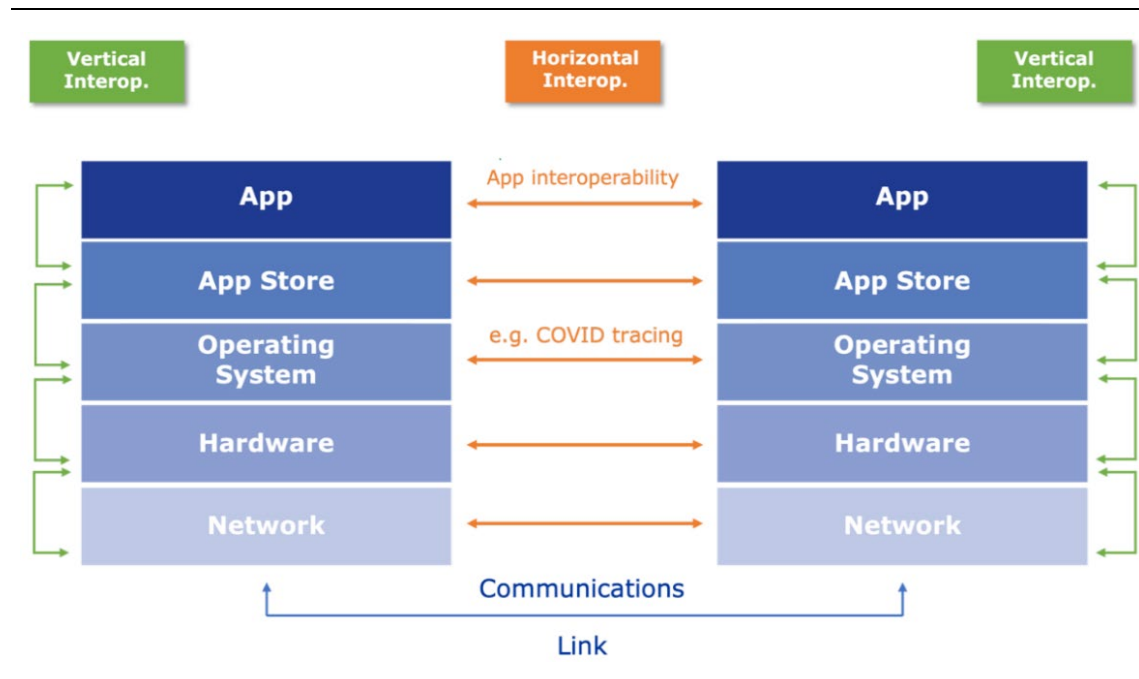 Vertical
Interop.
Horizontal
Interop.
Vertical
Interop.
App
App interoperability
App
App Store
App Store
Operating
System
e.g. COVID tracing
Operating
System
Hardware
Hardware
Network
Network
Communications
Link